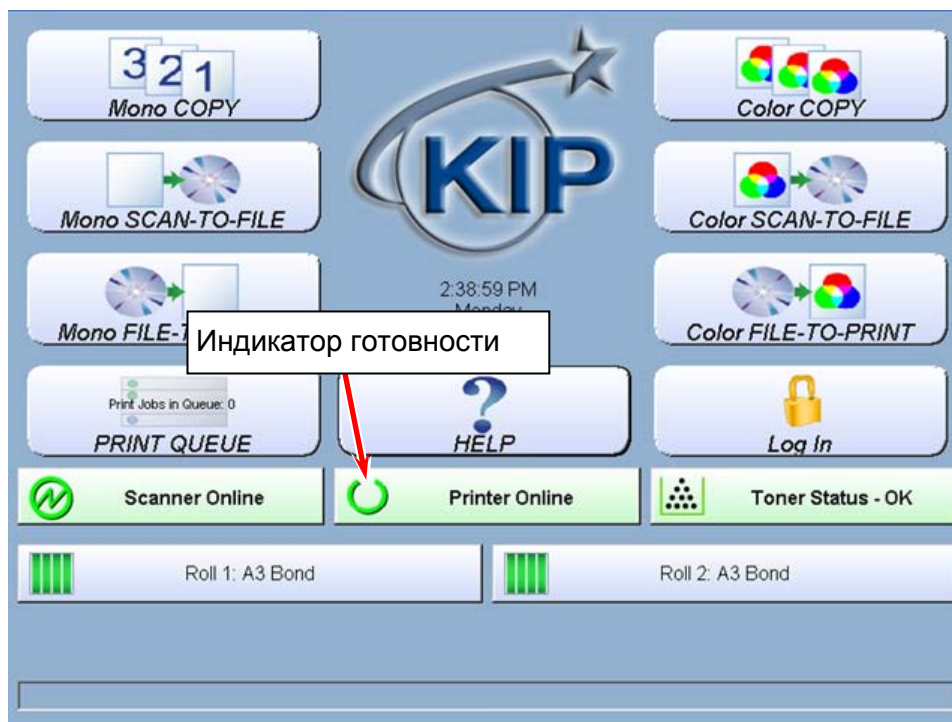 3 2 1
Mono COPY
KIP
Color COPY
Mono SCAN-TO-FILE
Color SCAN-TO-FILE
2:38:59 PM
Monday
Mono FILE-
Color FILE-TO-PRINT
Индикатор готовности
Print Jobs in Queue: 0
PRINT QUEUE
?
HELP
Log In
Scanner Online
Printer Online
Toner Status - OK
Roll 1: A3 Bond
Roll 2: A3 Bond